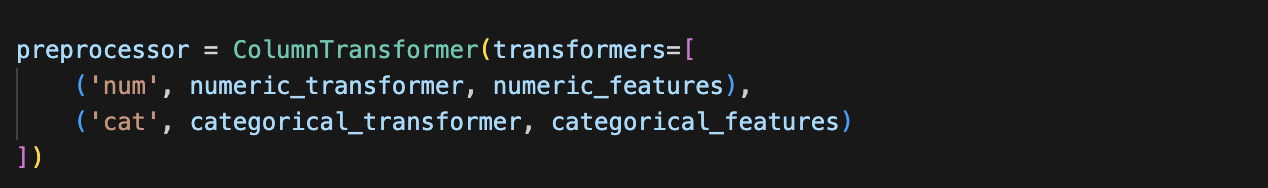 preprocessor = ColumnTransformer(transformers=[
    ('num', numeric_transformer, numeric_features),
    ('cat', categorical_transformer, categorical_features)
])